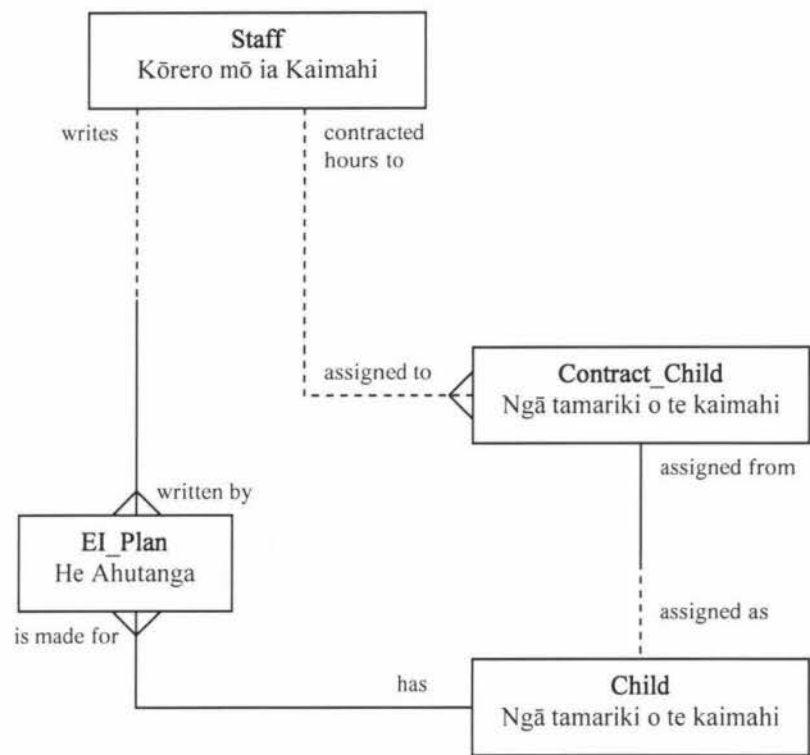 Staff
Kōrero mō ia Kaimahi
writes
contracted
hours to
assigned to
Contract_Child
Ngā tamariki o te kaimahi
assigned from
written by
EI_Plan
He Ahutanga
is made for
assigned as
has
Child
Ngā tamariki o te kaimahi